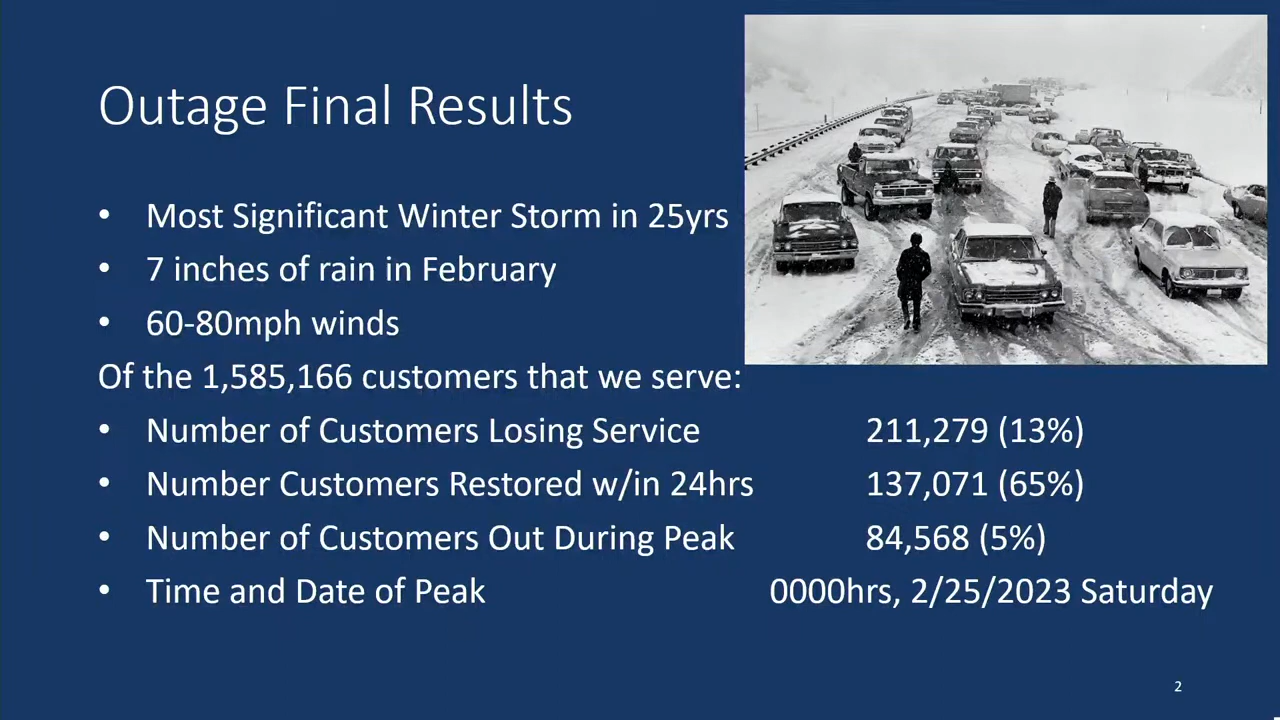 Outage Final Results
• Most Significant Winter Storm in 25yrs
• 7 inches of rain in February
• 60-80mph winds
Of the 1,585,166 customers that we serve:
• Number of Customers Losing Service 211,279 (13%)
• Number Customers Restored w/in 24hrs 137,071 (65%)
• Number of Customers Out During Peak 84,568 (5%)
• Time and Date of Peak 0000hrs, 2/25/2023 Saturday
2